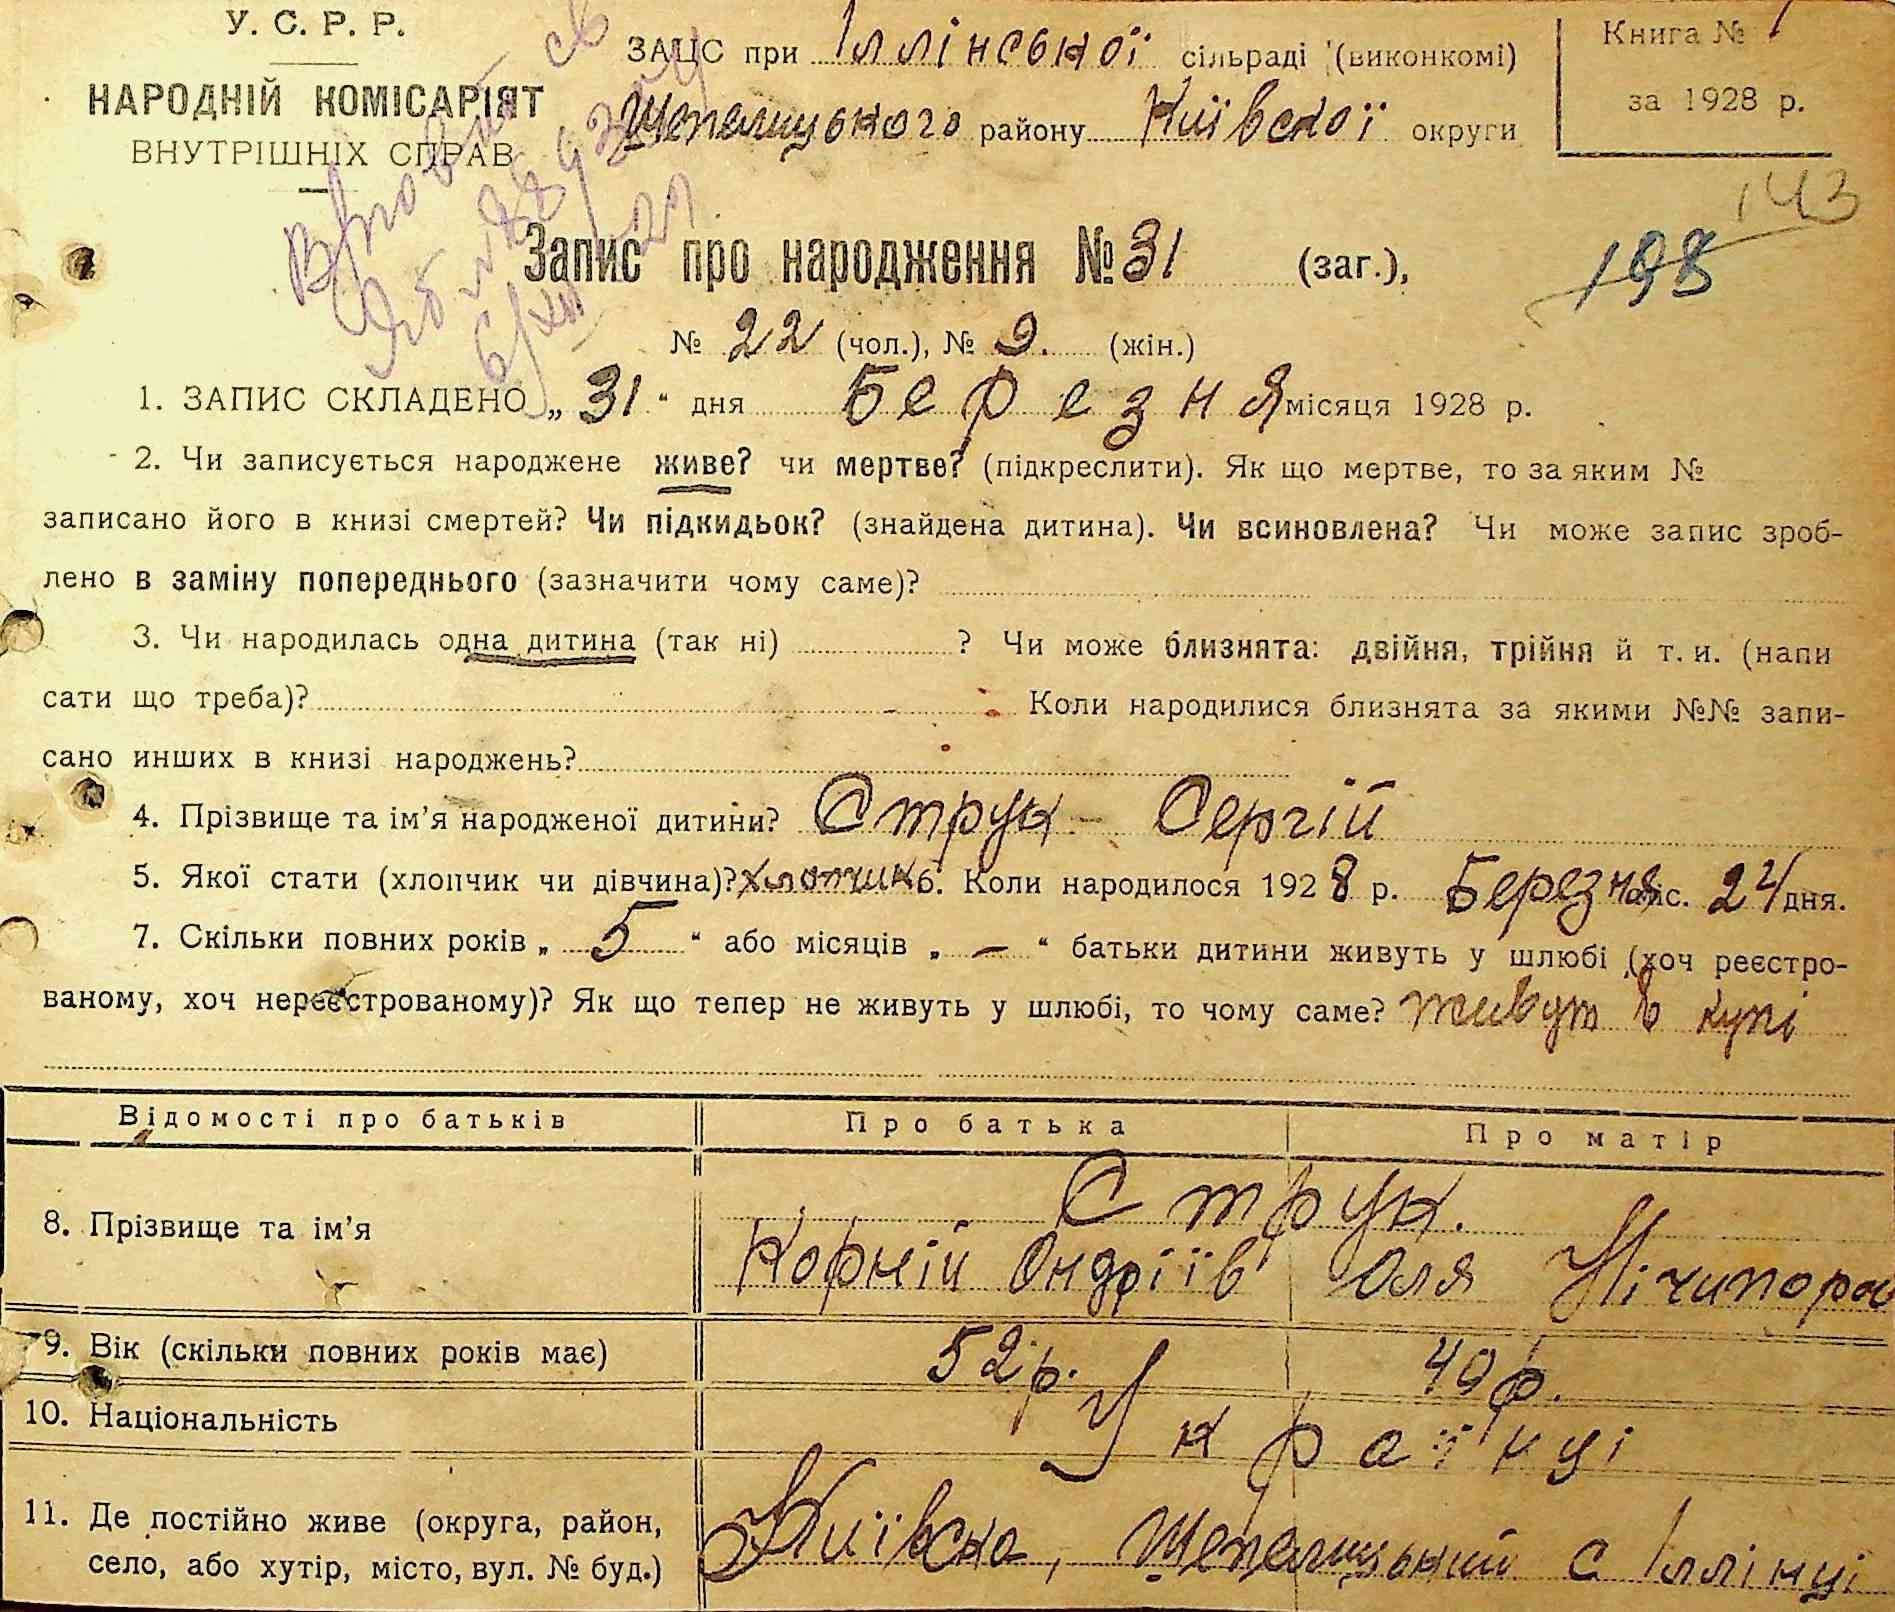 У. С. Р. Р.
НАРОДНІЙ КОМІСАРІЯТ
ВНУТРІШНІХ СПРАВ
ЗАЦС при Іллінської сільраді (виконкомі)
Шепелицького району Київскої округи
Книга № 1
за 1928 р.
143
198
Запис про народження № 31 (заг.),
№ 22 (чол.), № 9. (жін.)
1. ЗАПИС СКЛАДЕНО „31“ дня Березня місяця 1928 р.
2. Чи записується народжене живе? чи мертве? (підкреслити). Як що мертве, то за яким №
записано його в книзі смертей? Чи підкидьок? (знайдена дитина). Чи всиновлена? Чи може запис зроб-
лено в заміну попереднього (зазначити чому саме)?
3. Чи народилась одна дитина (так ні) ? Чи може близнята: двійня, трійня й т. и. (напи
сати що треба)? Коли народилися близнята за якими №№ запи-
сано инших в книзі народжень?
4. Прізвище та ім'я народженої дитини? Струк - Сергій
5. Якої стати (хлопчик чи дівчина)? хлопчик 6. Коли народилося 1928 р. Березня міс. 24 дня.
7. Скільки повних років „ 5 “ або місяців „ - “ батьки дитини живуть у шлюбі (хоч реєстро-
ваному, хоч нереєстрованому)? Як що тепер не живуть у шлюбі, то чому саме? живут в купі
Відомості про батьків Про батька Про матір
8. Прізвище та ім'я Струк.
Корній Ондріїв Оля Нічипора
9. Вік (скільки повних років має) 52 р. 40 р.
10. Національність Українці
11. Де постійно живе (округа, район,
село, або хутір, місто, вул. № буд.) Київска, Шепелицький с Іллінці